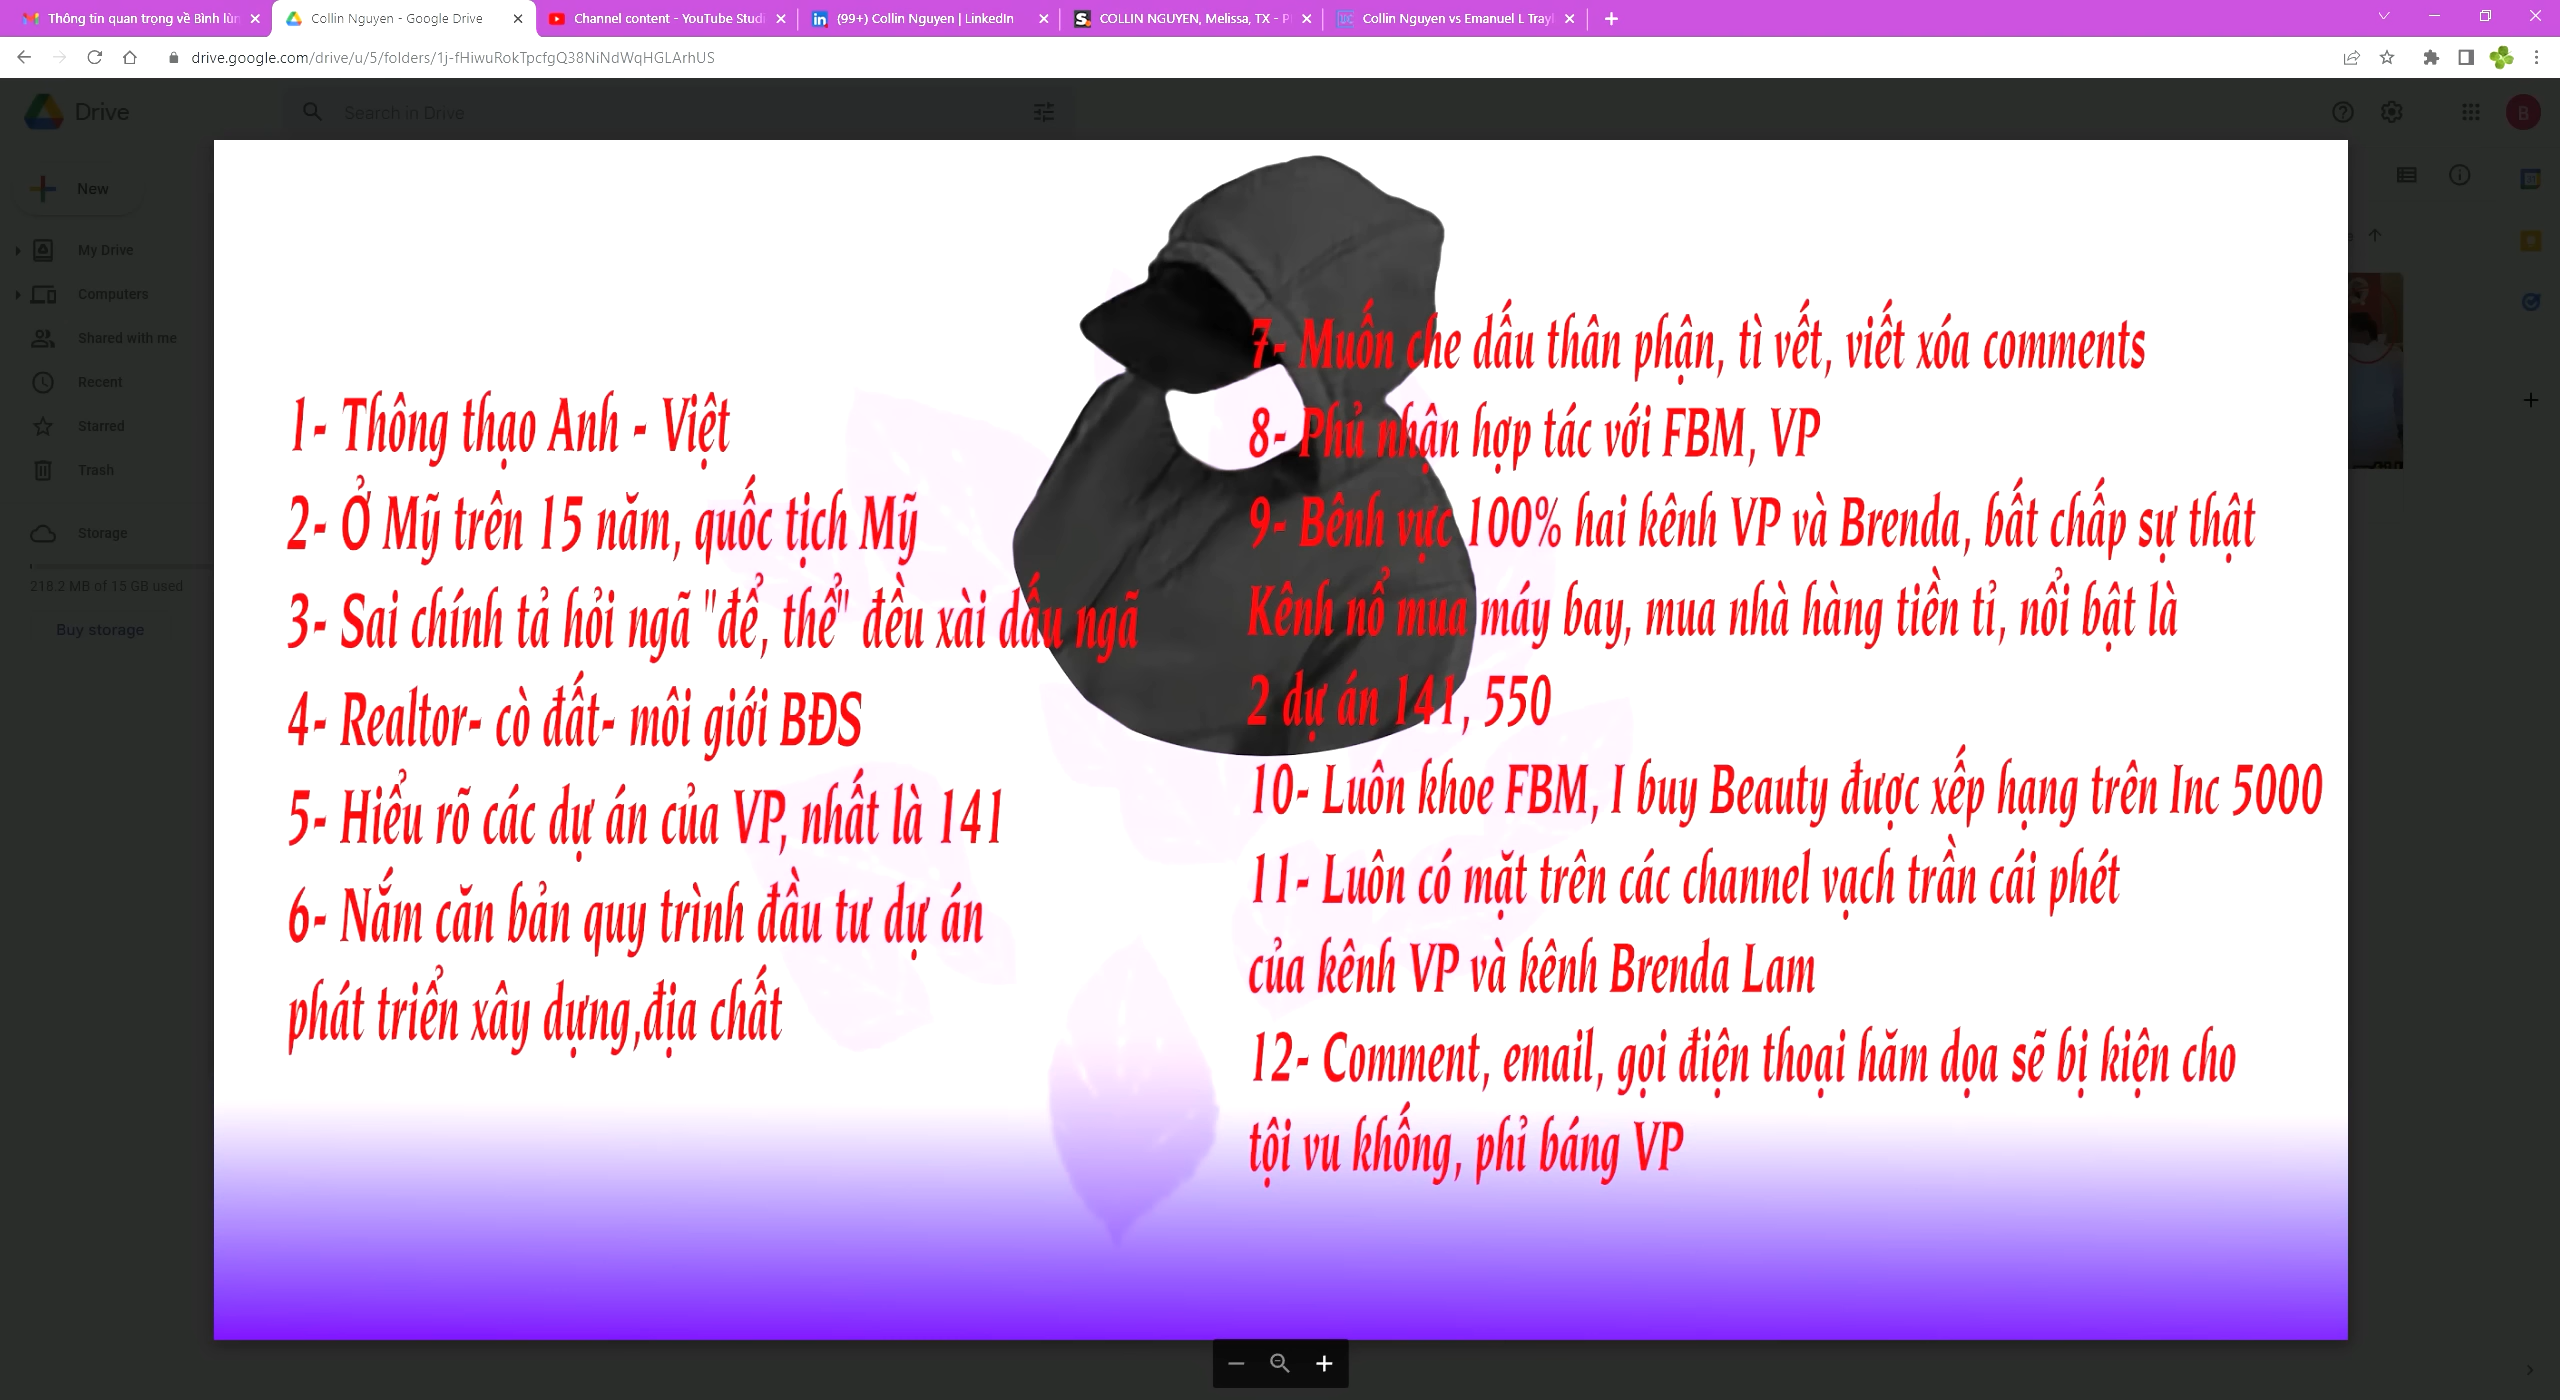 Thông tin quan trọng về Bình lùn
Collin Nguyen - Google Drive
Channel content - YouTube Studi
(99+) Collin Nguyen | LinkedIn
COLLIN NGUYEN, Melissa, TX - P
Collin Nguyen vs Emanuel L Trayl
drive.google.com/drive/u/5/folders/1j-fHiwuRokTpcfgQ38NiNdWqHGLArhUS
Drive
Search in Drive
B
New
My Drive
Computers
Shared with me
Recent
Starred
Trash
Storage
218.2 MB of 15 GB used
Buy storage
1- Thông thạo Anh - Việt
2- Ở Mỹ trên 15 năm, quốc tịch Mỹ
3- Sai chính tả hỏi ngã "để, thể" đều xài dấu ngã
4- Realtor- cò đất- môi giới BĐS
5- Hiểu rõ các dự án của VP, nhất là 141
6- Nắm căn bản quy trình đầu tư dự án
phát triển xây dựng,địa chất
7- Muốn che dấu thân phận, tì vết, viết xóa comments
8- Phủ nhận hợp tác với FBM, VP
9- Bênh vực 100% hai kênh VP và Brenda, bất chấp sự thật
Kênh nổ mua máy bay, mua nhà hàng tiền tỉ, nổi bật là
2 dự án 141, 550
10- Luôn khoe FBM, I buy Beauty được xếp hạng trên Inc 5000
11- Luôn có mặt trên các channel vạch trần cái phét
của kênh VP và kênh Brenda Lam
12- Comment, email, gọi điện thoại hăm dọa sẽ bị kiện cho
tội vu khống, phỉ báng VP